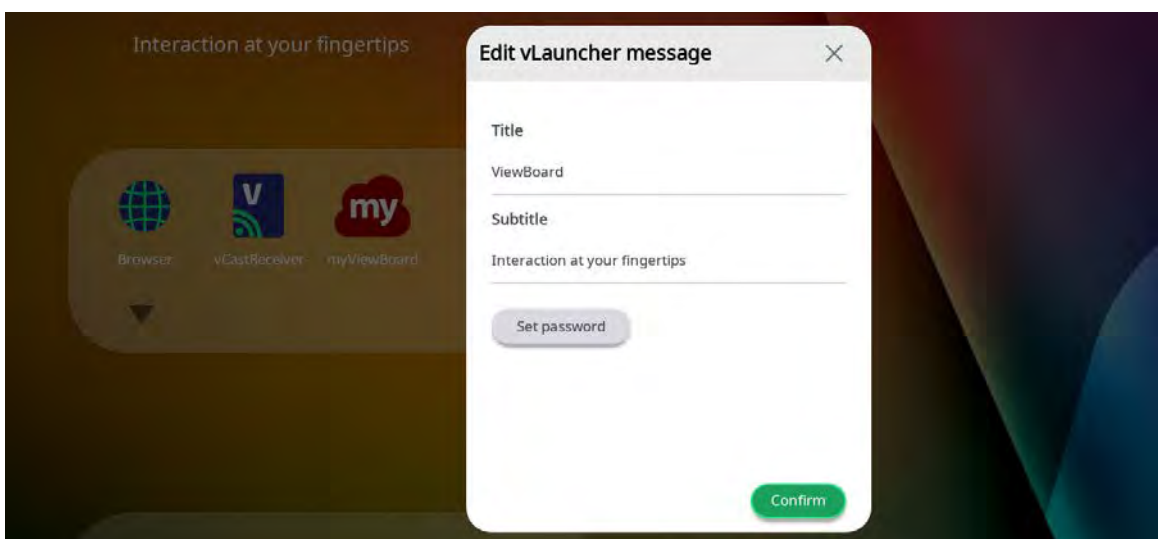 Interaction at your fingertips
Edit vLauncher message
Title
ViewBoard
Subtitle
Interaction at your fingertips
Set password
Confirm
V
my
Browser
vCastReceiver
myViewBoard